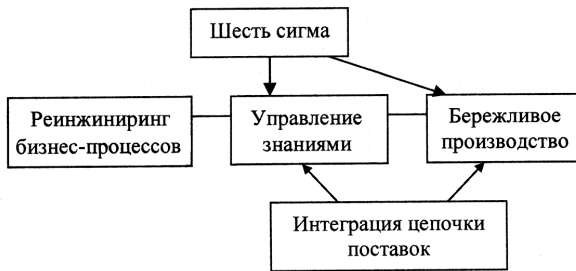 Шесть сигма
Реинжиниринг
бизнес-процессов
Управление
знаниями
Бережливое
производство
Интеграция цепочки
поставок